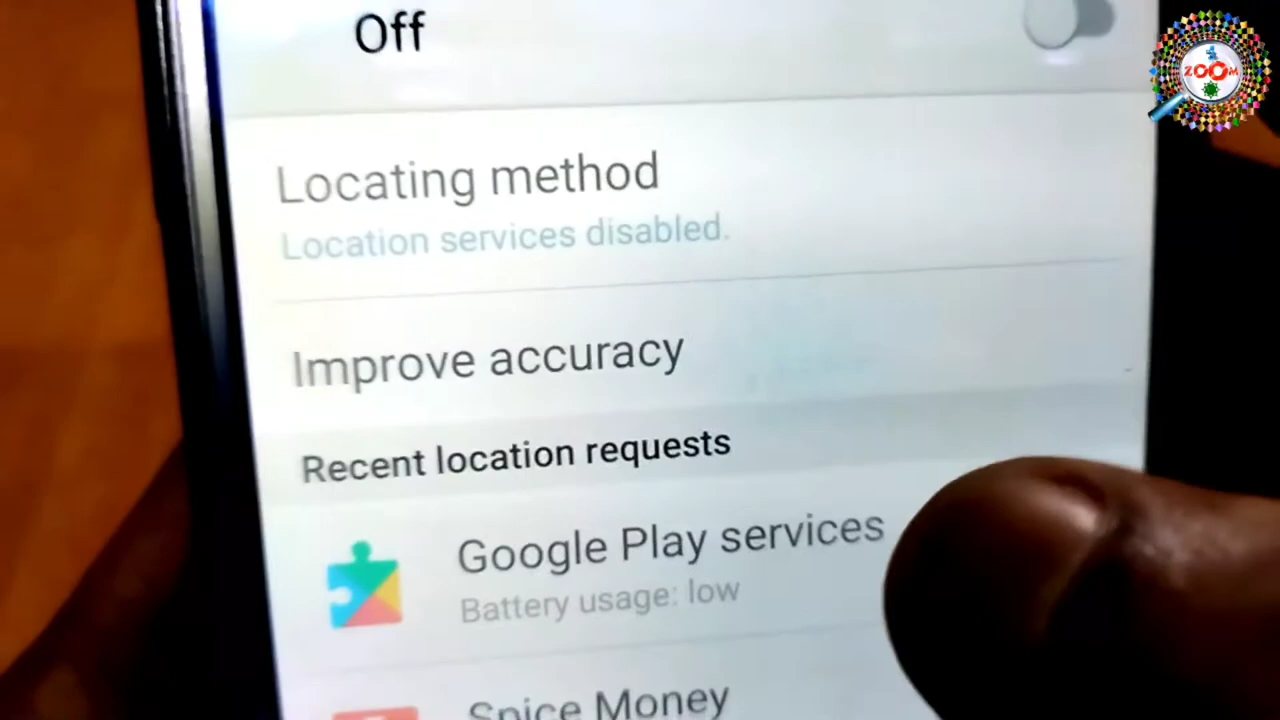 Off
ZOOM
Locating method
Location services disabled.
Improve accuracy
Recent location requests
Google Play services
Battery usage: low
Spice Money